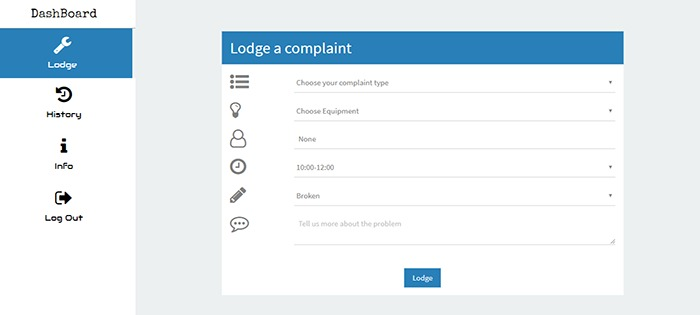 DashBoard
Lodge
History
Info
Log Out
Lodge a complaint
Choose your complaint type
Choose Equipment
None
10:00-12:00
Broken
Tell us more about the problem
Lodge